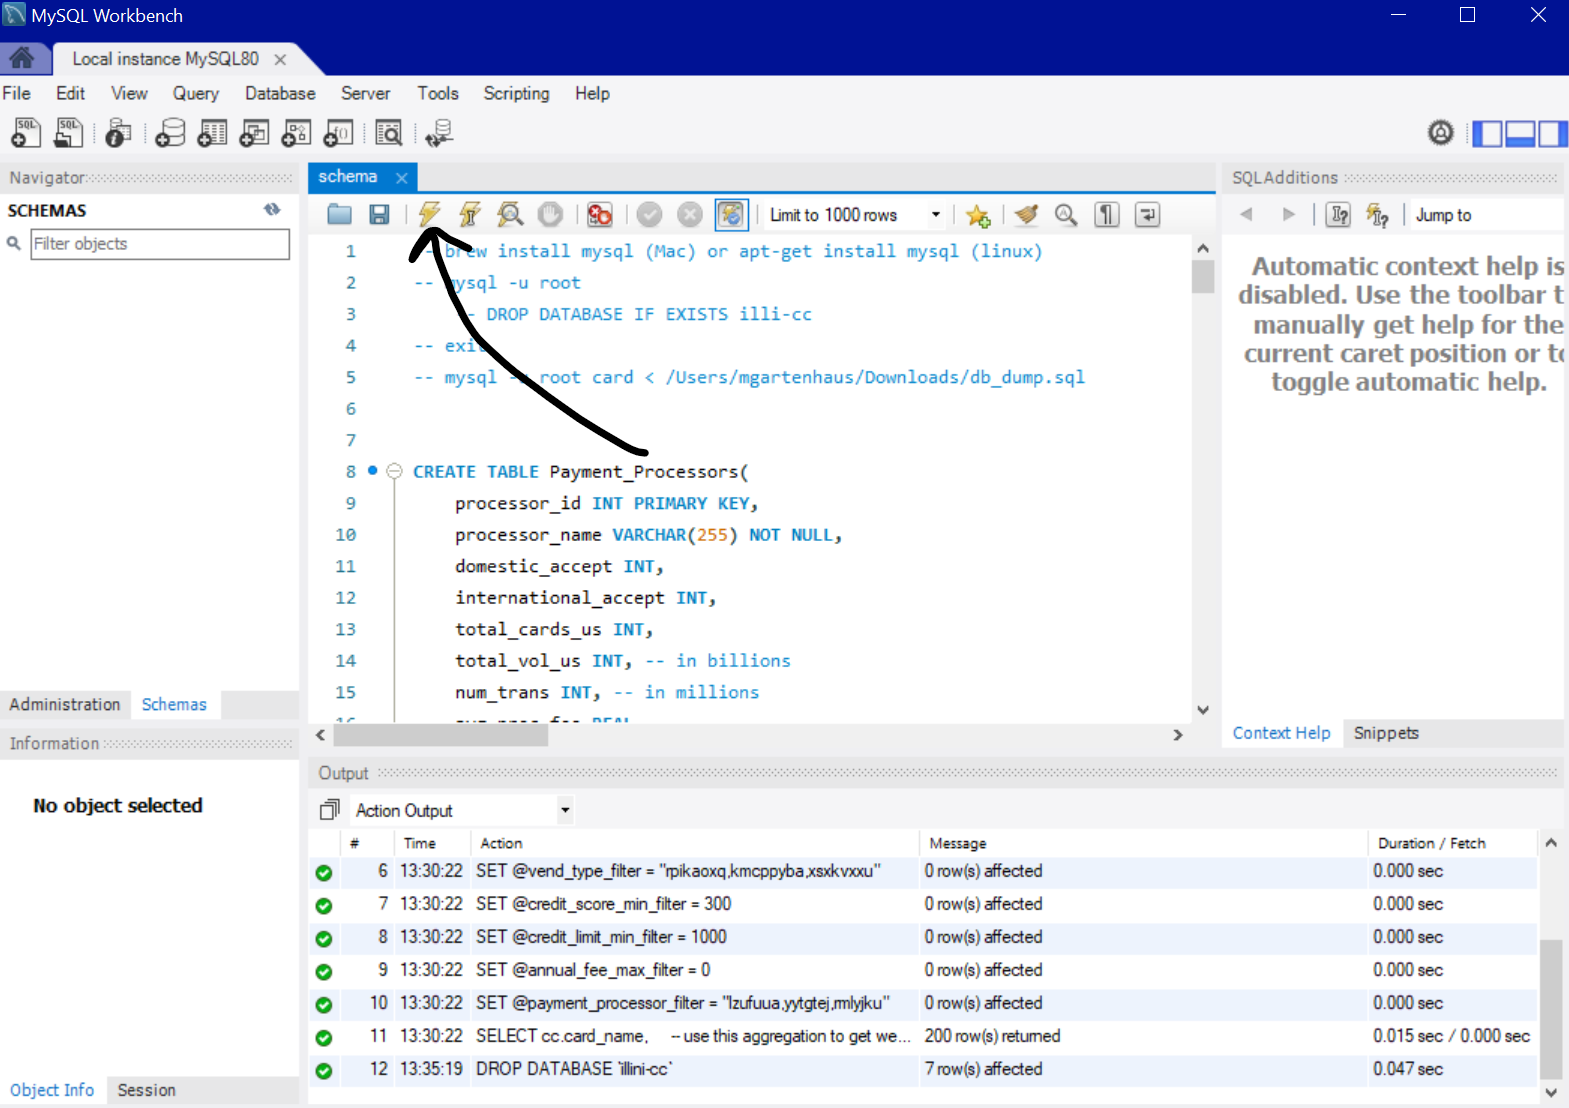 MySQL Workbench
Local instance MySQL80
File Edit View Query Database Server Tools Scripting Help
Navigator
SCHEMAS
Filter objects
Administration Schemas
Information
No object selected
Object Info Session
schema
Limit to 1000 rows
1 brew install mysql (Mac) or apt-get install mysql (linux)
2 -- mysql -u root
3 -- DROP DATABASE IF EXISTS illi-cc
4 -- exit
5 -- mysql -u root card < /Users/mgartenhaus/Downloads/db_dump.sql
6
7
8 CREATE TABLE Payment_Processors(
9 processor_id INT PRIMARY KEY,
10 processor_name VARCHAR(255) NOT NULL,
11 domestic_accept INT,
12 international_accept INT,
13 total_cards_us INT,
14 total_vol_us INT, -- in billions
15 num_trans INT, -- in millions
SQLAdditions
Jump to
Automatic context help is
disabled. Use the toolbar
manually get help for the
current caret position or
toggle automatic help.
Context Help Snippets
Output
Action Output
# Time Action Message Duration / Fetch
6 13:30:22 SET @vend_type_filter = "rpikaoxq,kmcppyba,xsxkvxxu" 0 row(s) affected 0.000 sec
7 13:30:22 SET @credit_score_min_filter = 300 0 row(s) affected 0.000 sec
8 13:30:22 SET @credit_limit_min_filter = 1000 0 row(s) affected 0.000 sec
9 13:30:22 SET @annual_fee_max_filter = 0 0 row(s) affected 0.000 sec
10 13:30:22 SET @payment_processor_filter = "lzufuua,yytgtej,rmlyjku" 0 row(s) affected 0.000 sec
11 13:30:22 SELECT cc.card_name, -- use this aggregation to get we... 200 row(s) returned 0.015 sec / 0.000 sec
12 13:35:19 DROP DATABASE `illini-cc` 7 row(s) affected 0.047 sec